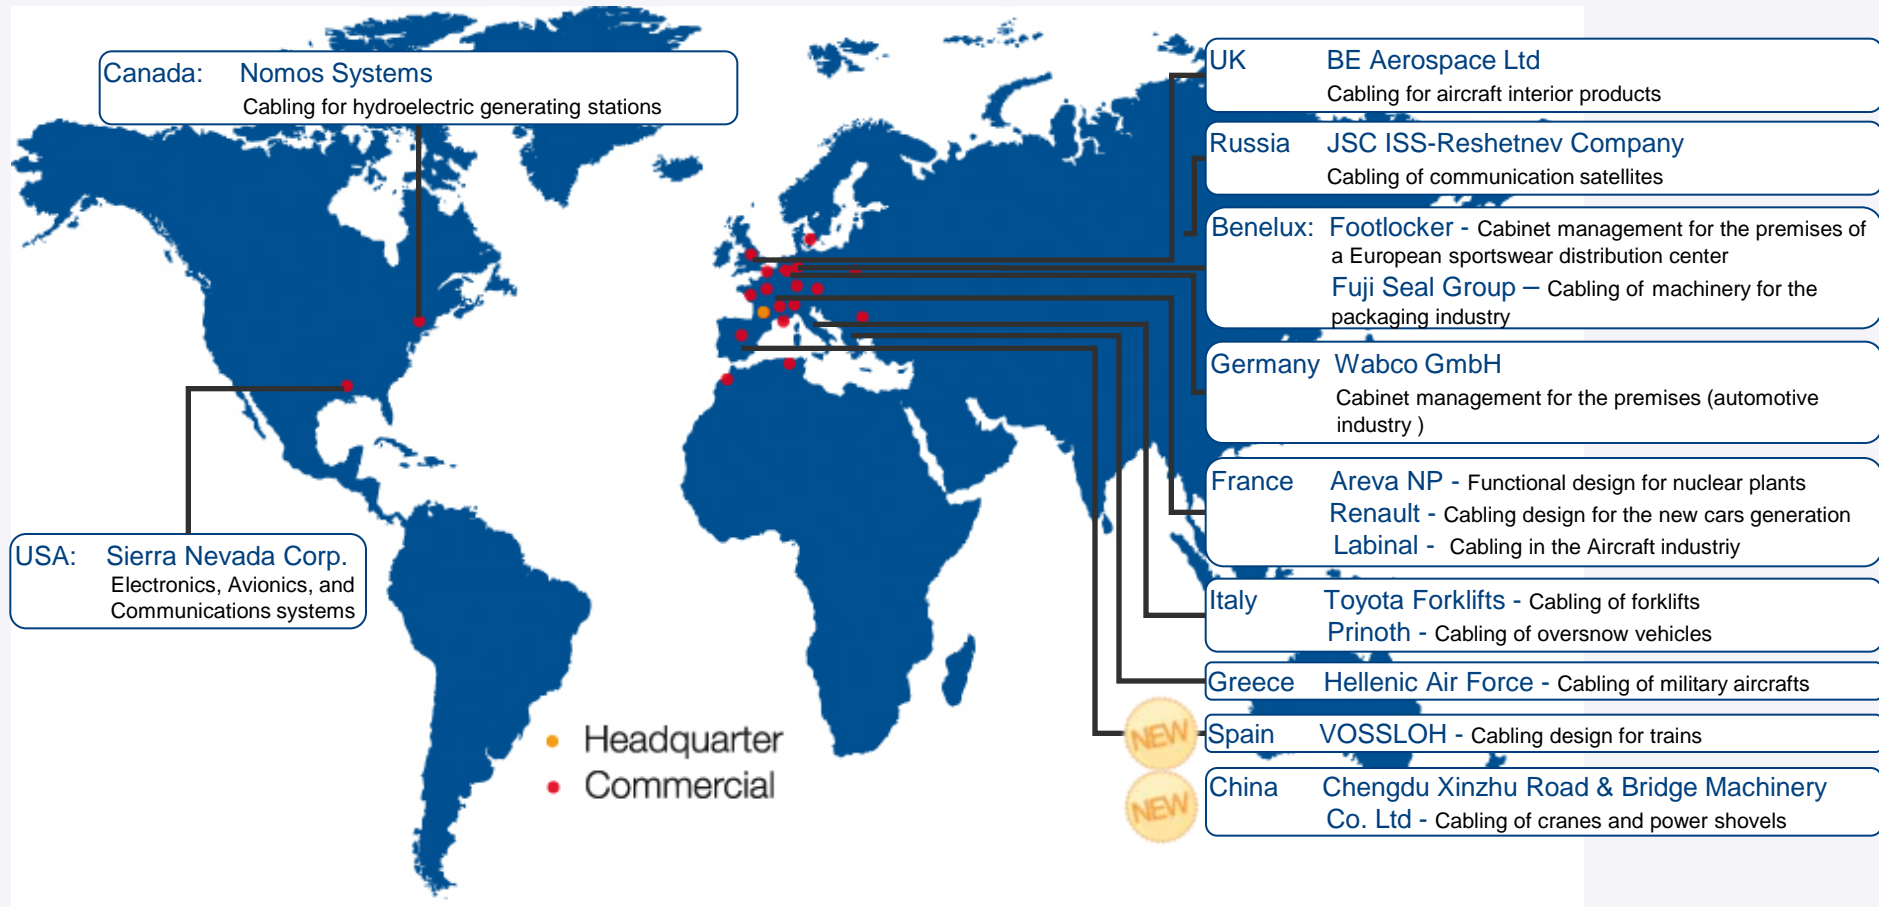 Canada: Nomos Systems
Cabling for hydroelectric generating stations
USA: Sierra Nevada Corp.
Electronics, Avionics, and
Communications systems
Headquarter
Commercial
UK BE Aerospace Ltd
Cabling for aircraft interior products
Russia JSC ISS-Reshetnev Company
Cabling of communication satellites
Benelux: Footlocker - Cabinet management for the premises of
a European sportswear distribution center
Fuji Seal Group – Cabling of machinery for the
packaging industry
Germany Wabco GmbH
Cabinet management for the premises (automotive
industry )
France Areva NP - Functional design for nuclear plants
Renault - Cabling design for the new cars generation
Labinal - Cabling in the Aircraft industriy
Italy Toyota Forklifts - Cabling of forklifts
Prinoth - Cabling of oversnow vehicles
Greece Hellenic Air Force - Cabling of military aircrafts
NEW Spain VOSSLOH - Cabling design for trains
NEW China Chengdu Xinzhu Road & Bridge Machinery
Co. Ltd - Cabling of cranes and power shovels